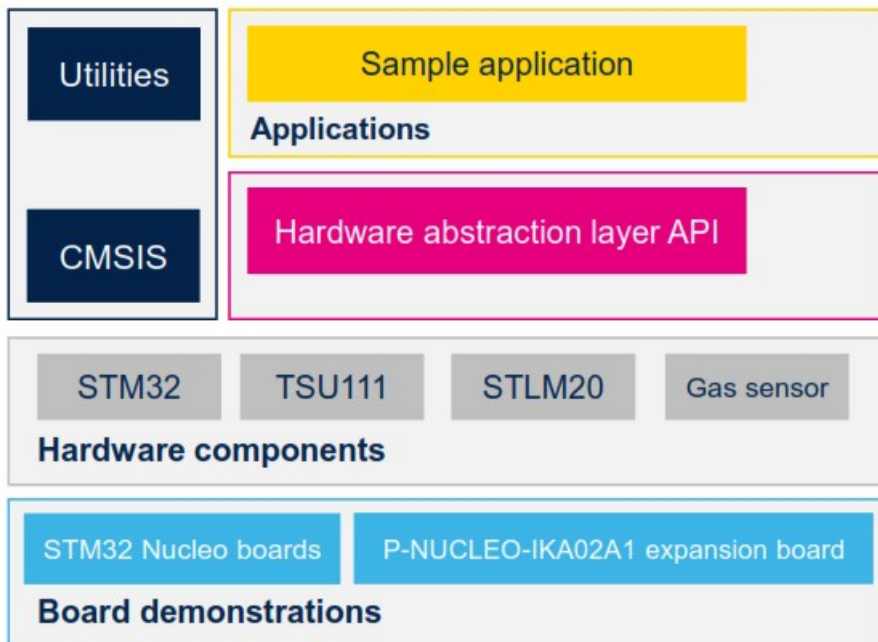 Utilities
CMSIS
Sample application
Applications
Hardware abstraction layer API
STM32
TSU111
STLM20
Gas sensor
Hardware components
STM32 Nucleo boards
P-NUCLEO-IKA02A1 expansion board
Board demonstrations